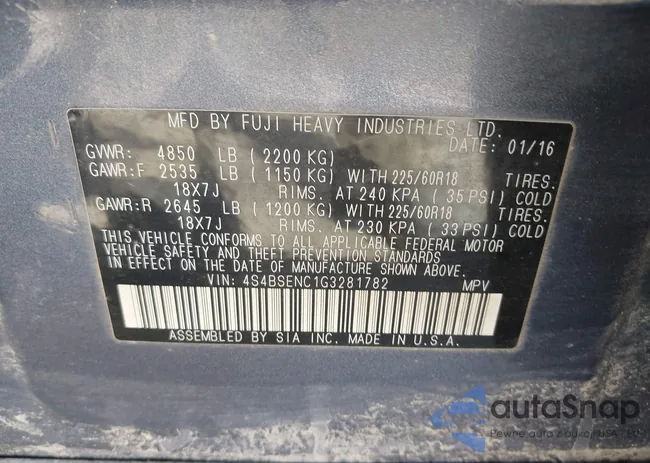 MFD BY FUJI HEAVY INDUSTRIES LTD.
DATE: 01/16
GVWR: 4850 LB (2200 KG)
GAWR:F 2535 LB (1150 KG) WITH 225/60R18 TIRES.
18X7J RIMS. AT 240 KPA (35 PSI) COLD
GAWR:R 2645 LB (1200 KG) WITH 225/60R18 TIRES.
18X7J RIMS. AT 230 KPA (33 PSI) COLD
THIS VEHICLE CONFORMS TO ALL APPLICABLE FEDERAL MOTOR
VEHICLE SAFETY AND THEFT PREVENTION STANDARDS
IN EFFECT ON THE DATE OF MANUFACTURE SHOWN ABOVE.
VIN: 4S4BSENC1G3281782 MPV
ASSEMBLED BY SIA INC. MADE IN U.S.A.
autaSnap
Pewne auta z aukcji USA